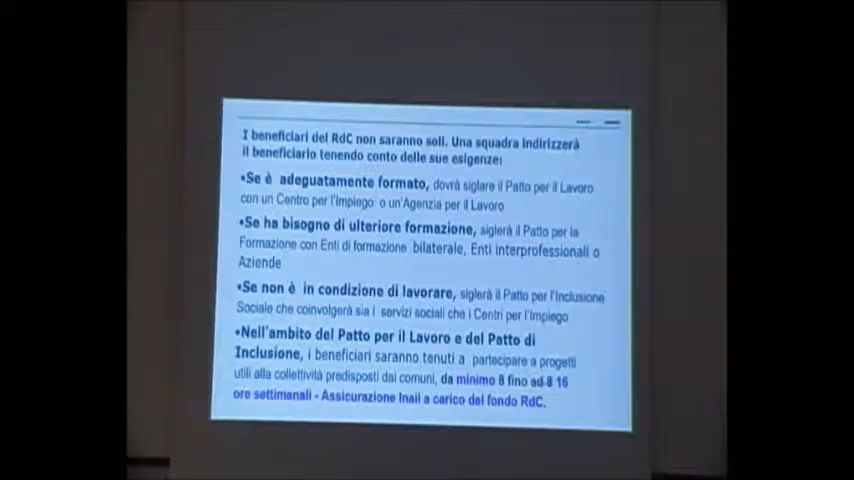 I beneficiari del RdC non saranno soli. Una squadra indirizzerà
il beneficiario tenendo conto delle sue esigenze:
•Se è adeguatamente formato, dovrà siglare il Patto per il Lavoro
con un Centro per l'Impiego o un'Agenzia per il Lavoro
•Se ha bisogno di ulteriore formazione, siglerà il Patto per la
Formazione con Enti di formazione bilaterale, Enti interprofessionali o
Aziende
•Se non è in condizione di lavorare, siglerà il Patto per l'Inclusione
Sociale che coinvolgerà sia i servizi sociali che i Centri per l'Impiego
•Nell'ambito del Patto per il Lavoro e del Patto di
Inclusione, i beneficiari saranno tenuti a partecipare a progetti
utili alla collettività predisposti dai comuni, da minimo 8 fino ad 8 16
ore settimanali - Assicurazione Inail a carico del fondo RdC.